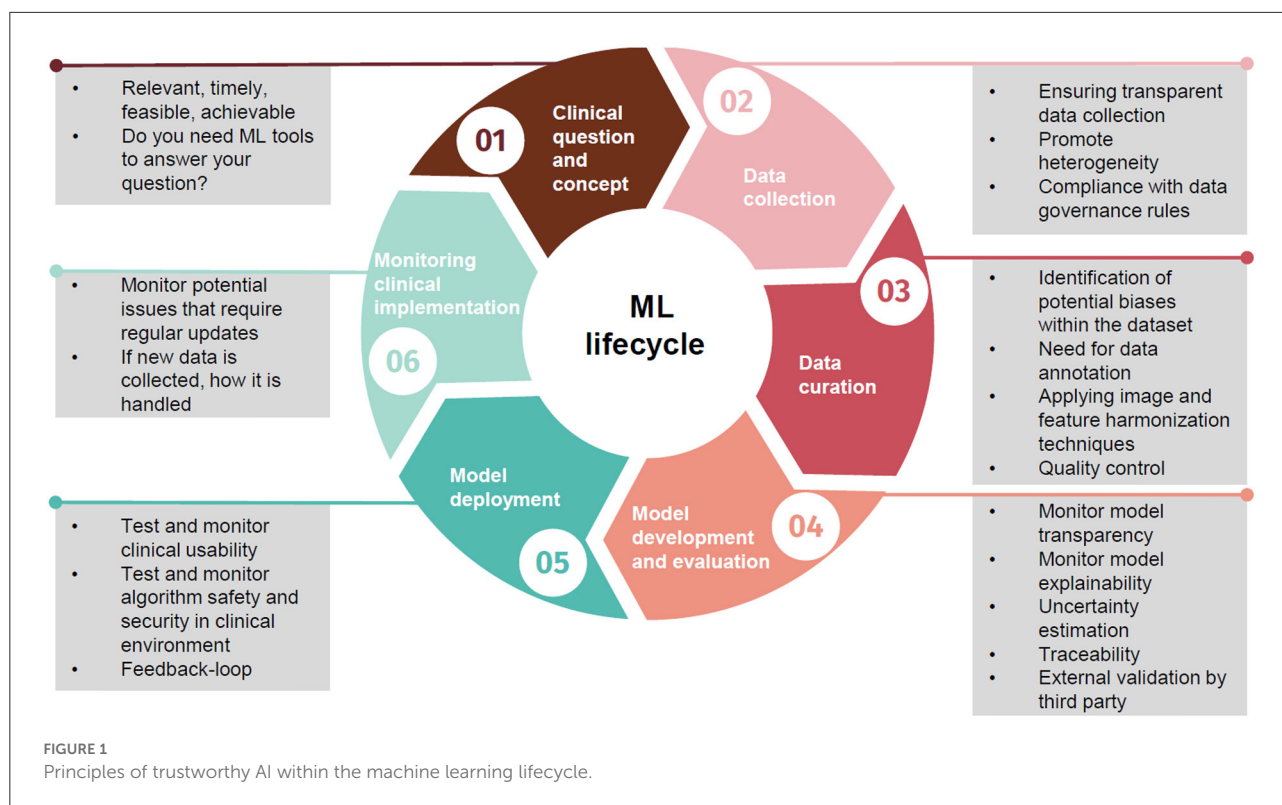 • Relevant, timely,
feasible, achievable
• Do you need ML tools
to answer your
question?
01
Clinical
question
and
concept
02
Data
collection
• Ensuring transparent
data collection
• Promote
heterogeneity
• Compliance with data
governance rules
03
Data
curation
• Identification of
potential biases
within the dataset
• Need for data
annotation
• Applying image and
feature harmonization
techniques
• Quality control
ML
lifecycle
04
Model
development
and evaluation
• Monitor model
transparency
• Monitor model
explainability
• Uncertainty
estimation
• Traceability
• External validation by
third party
Model
deployment
05
• Test and monitor
clinical usability
• Test and monitor
algorithm safety and
security in clinical
environment
• Feedback-loop
Monitoring
clinical
implementation
06
• Monitor potential
issues that require
regular updates
• If new data is
collected, how it is
handled
FIGURE 1
Principles of trustworthy AI within the machine learning lifecycle.